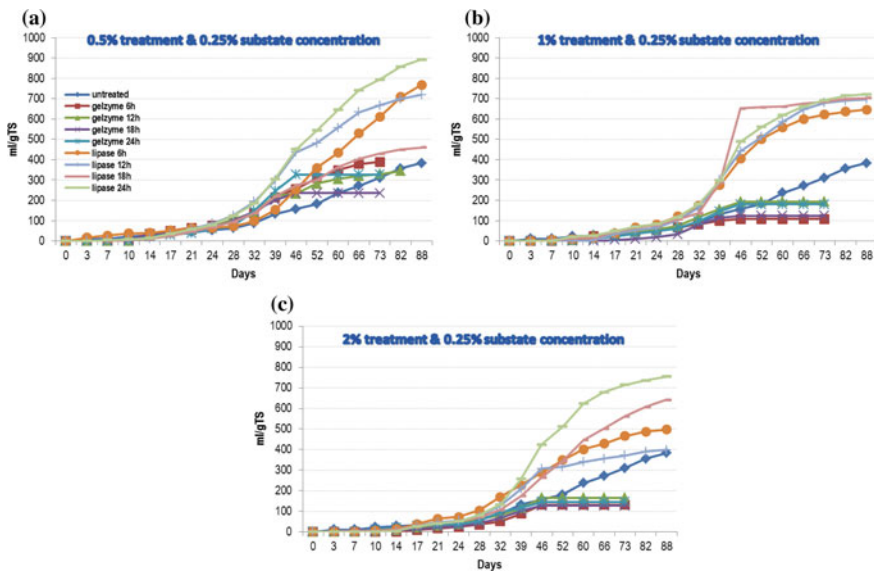 (a)
0.5% treatment & 0.25% substate concentration
1000
900
800
700
600
500
400
300
200
100
0
ml/gTS
untreated
gelzyme 6h
gelzyme 12h
gelzyme 18h
gelzyme 24h
lipase 6h
lipase 12h
lipase 18h
lipase 24h
0 3 7 10 14 17 21 24 28 32 39 46 52 60 66 73 82 88
Days
(b)
1% treatment & 0.25% substate concentration
1000
900
800
700
600
500
400
300
200
100
0
ml/gTS
0 3 7 10 14 17 21 24 28 32 39 46 52 60 66 73 82 88
Days
(c)
2% treatment & 0.25% substate concentration
1000
900
800
700
600
500
400
300
200
100
0
ml/gTS
0 3 7 10 14 17 21 24 28 32 39 46 52 60 66 73 82 88
Days